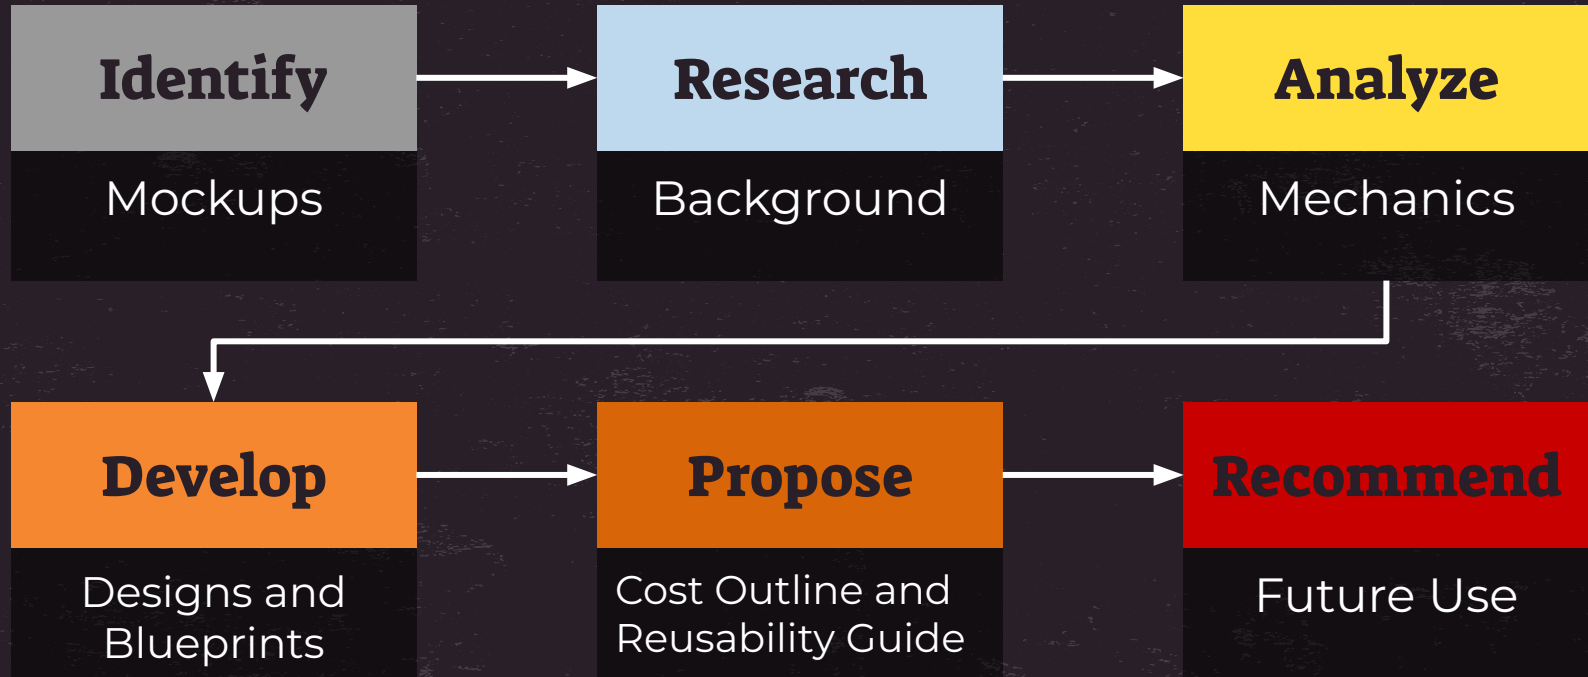 Identify
Mockups
Research
Background
Analyze
Mechanics
Develop
Designs and
Blueprints
Propose
Cost Outline and
Reusability Guide
Recommend
Future Use